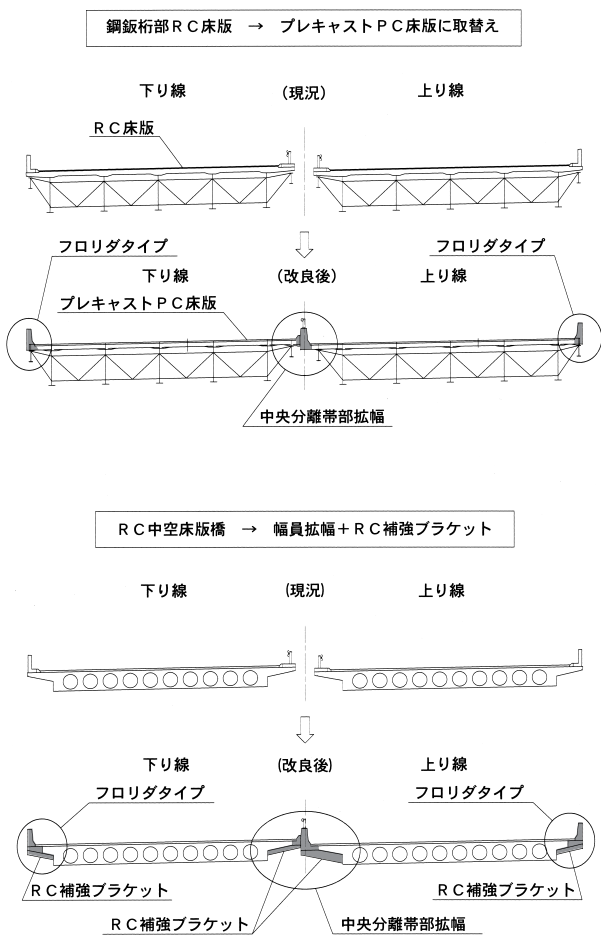 鋼鈑桁部RC床版 → プレキャストPC床版に取替え
下り線 (現況) 上り線
RC床版
フロリダタイプ フロリダタイプ
下り線 (改良後) 上り線
プレキャストPC床版
中央分離帯部拡幅
RC中空床版橋 → 幅員拡幅+RC補強ブラケット
下り線 (現況) 上り線
下り線 (改良後) 上り線
フロリダタイプ フロリダタイプ
RC補強ブラケット RC補強ブラケット
RC補強ブラケット 中央分離帯部拡幅